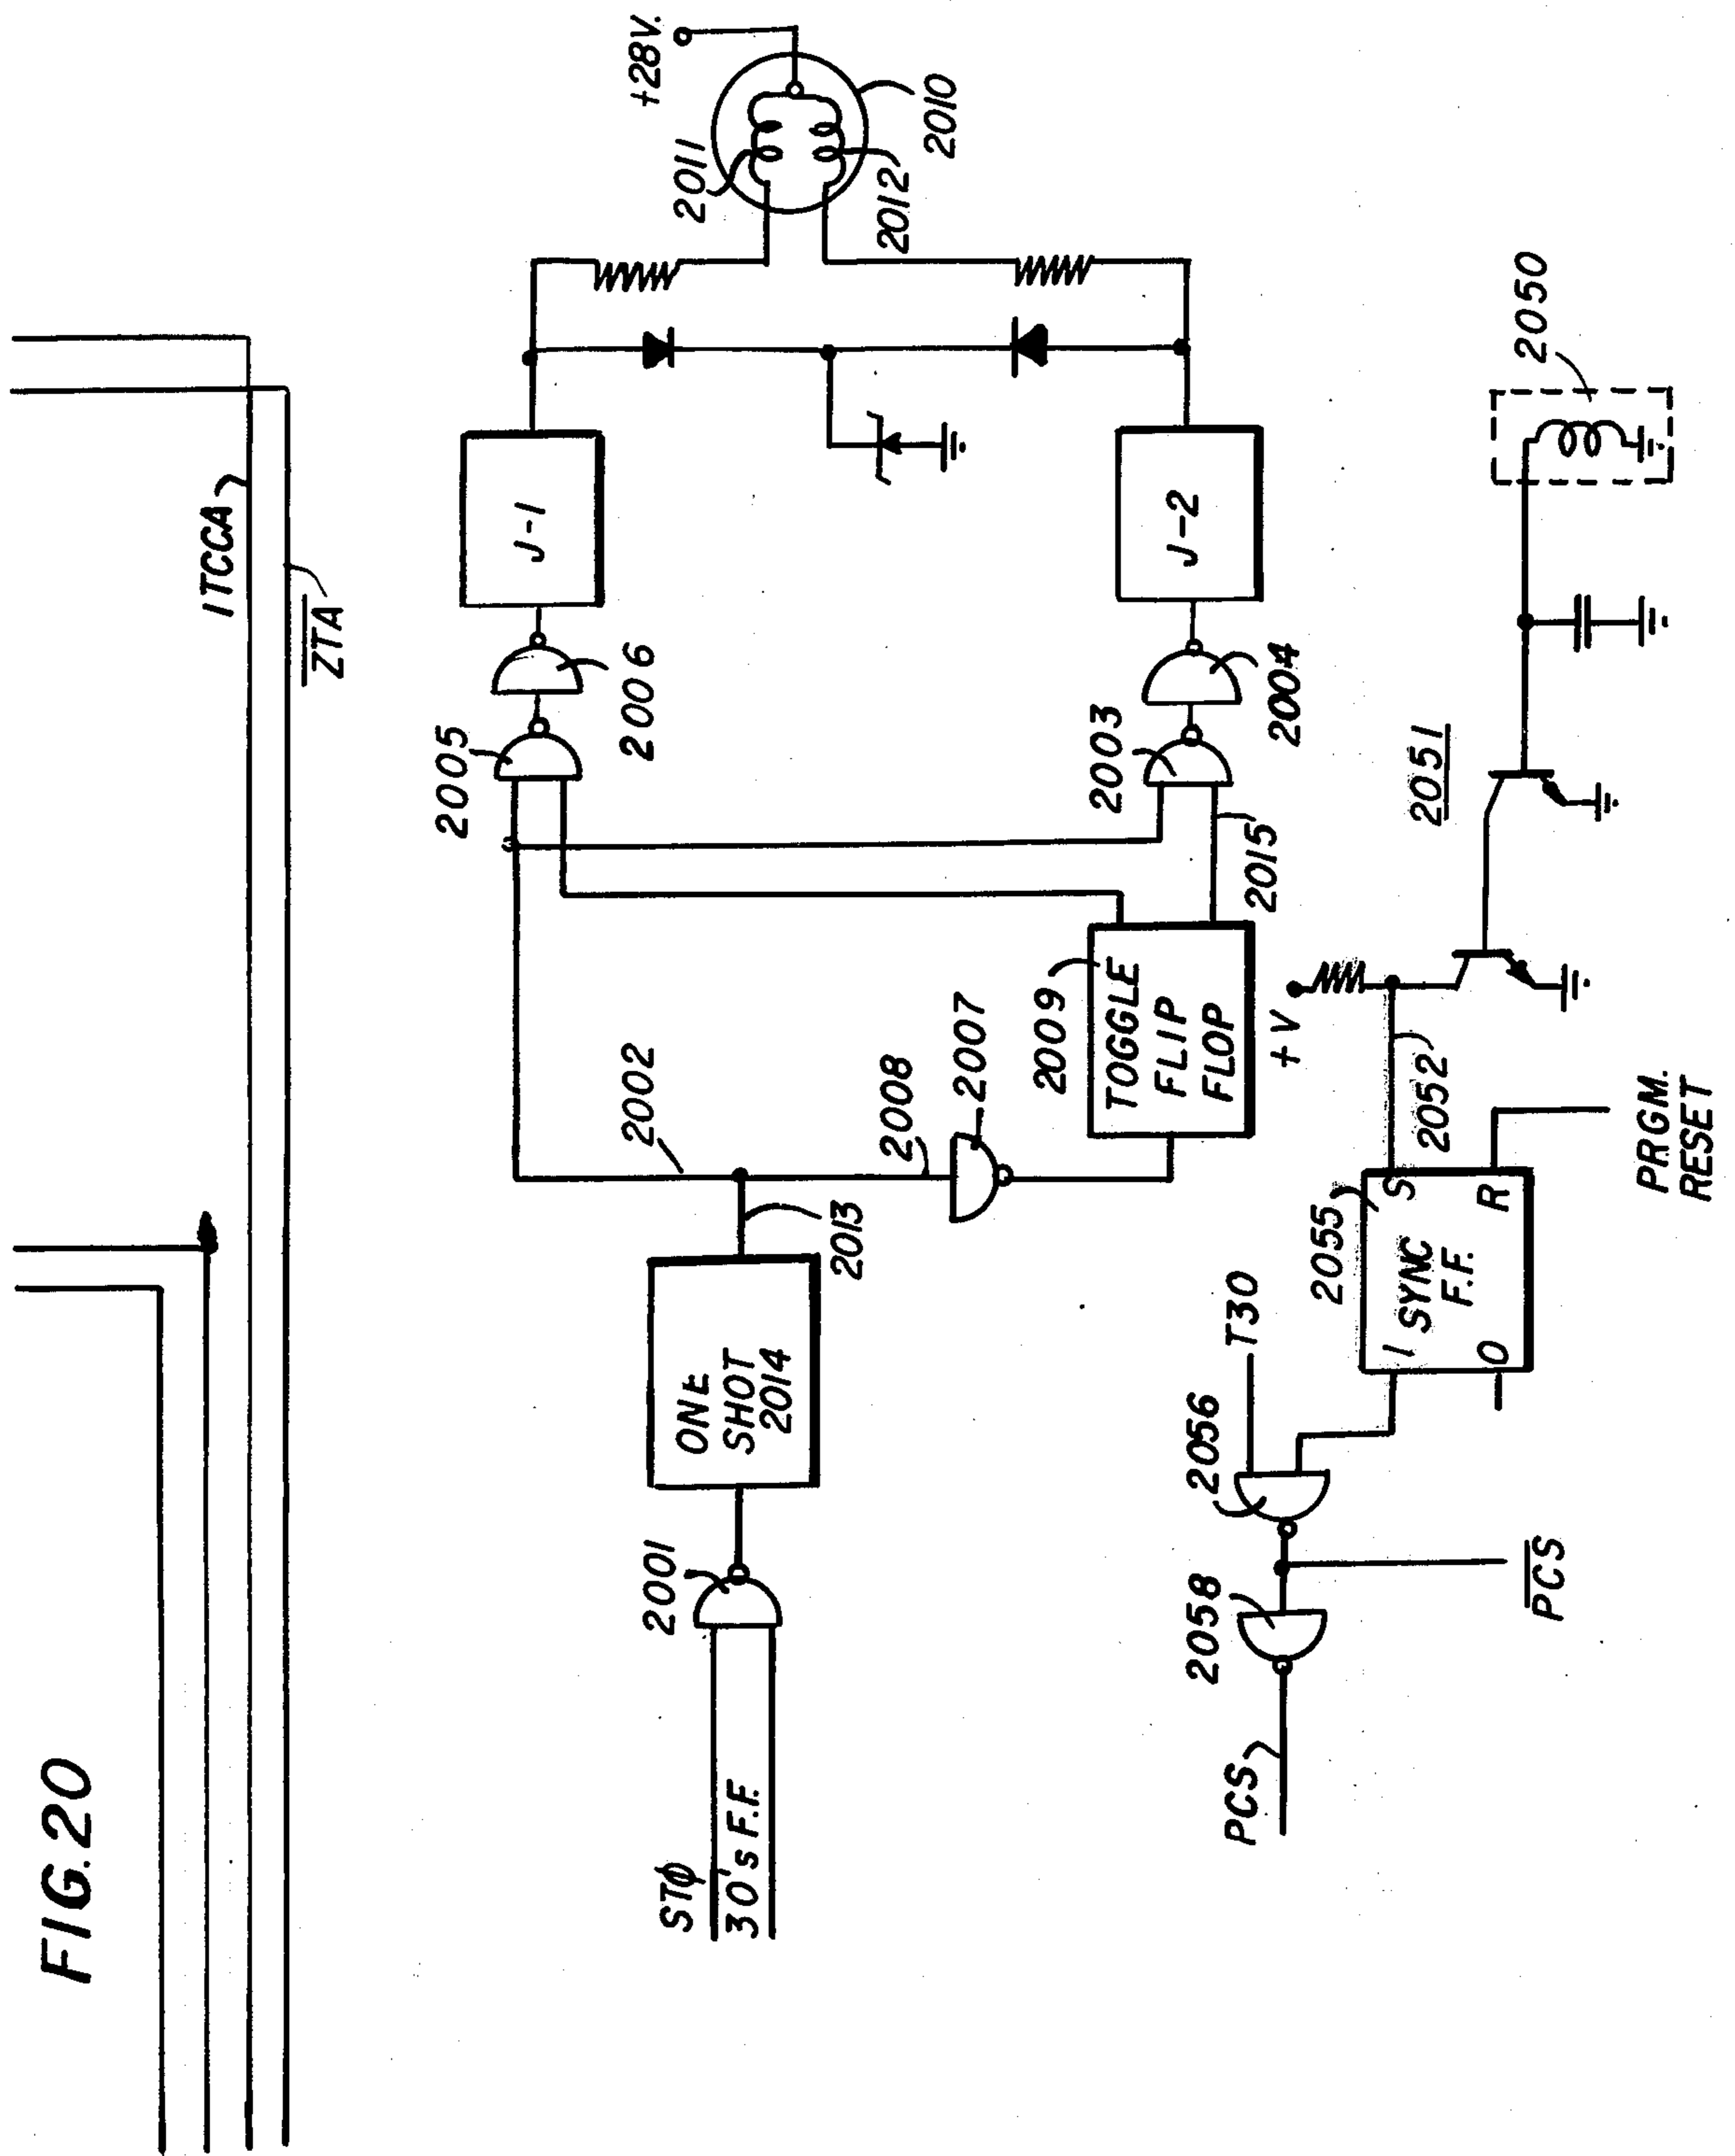 FIG.20
ITCCA
Z̅T̅A̅
+28V.
2011
2010
2012
J-1
J-2
2005
2006
2003
2004
2002
2008
2007
2009
TOGGLE
FLIP
FLOP
2015
2013
ONE
SHOT
2014
2001
STϕ
30's F.F.
2050
2051
+V
2052
2055
S
SYNC
F.F.
R
1
0
PRGM.
RESET
T30
2056
2058
PCS
P̅C̅S̅